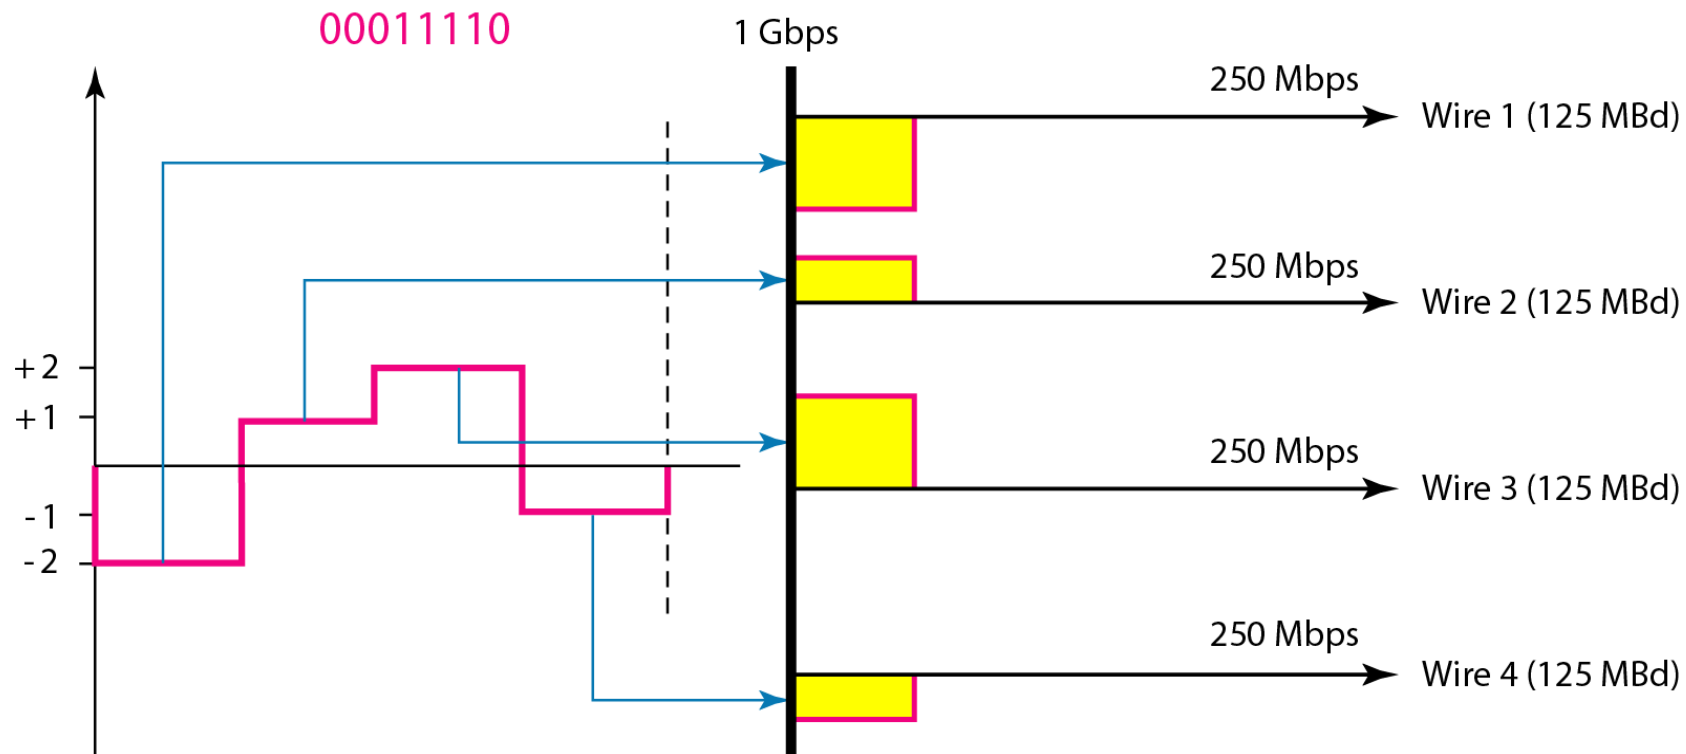 00011110
1 Gbps
250 Mbps
Wire 1 (125 MBd)
250 Mbps
Wire 2 (125 MBd)
+2
+1
250 Mbps
Wire 3 (125 MBd)
-1
-2
250 Mbps
Wire 4 (125 MBd)